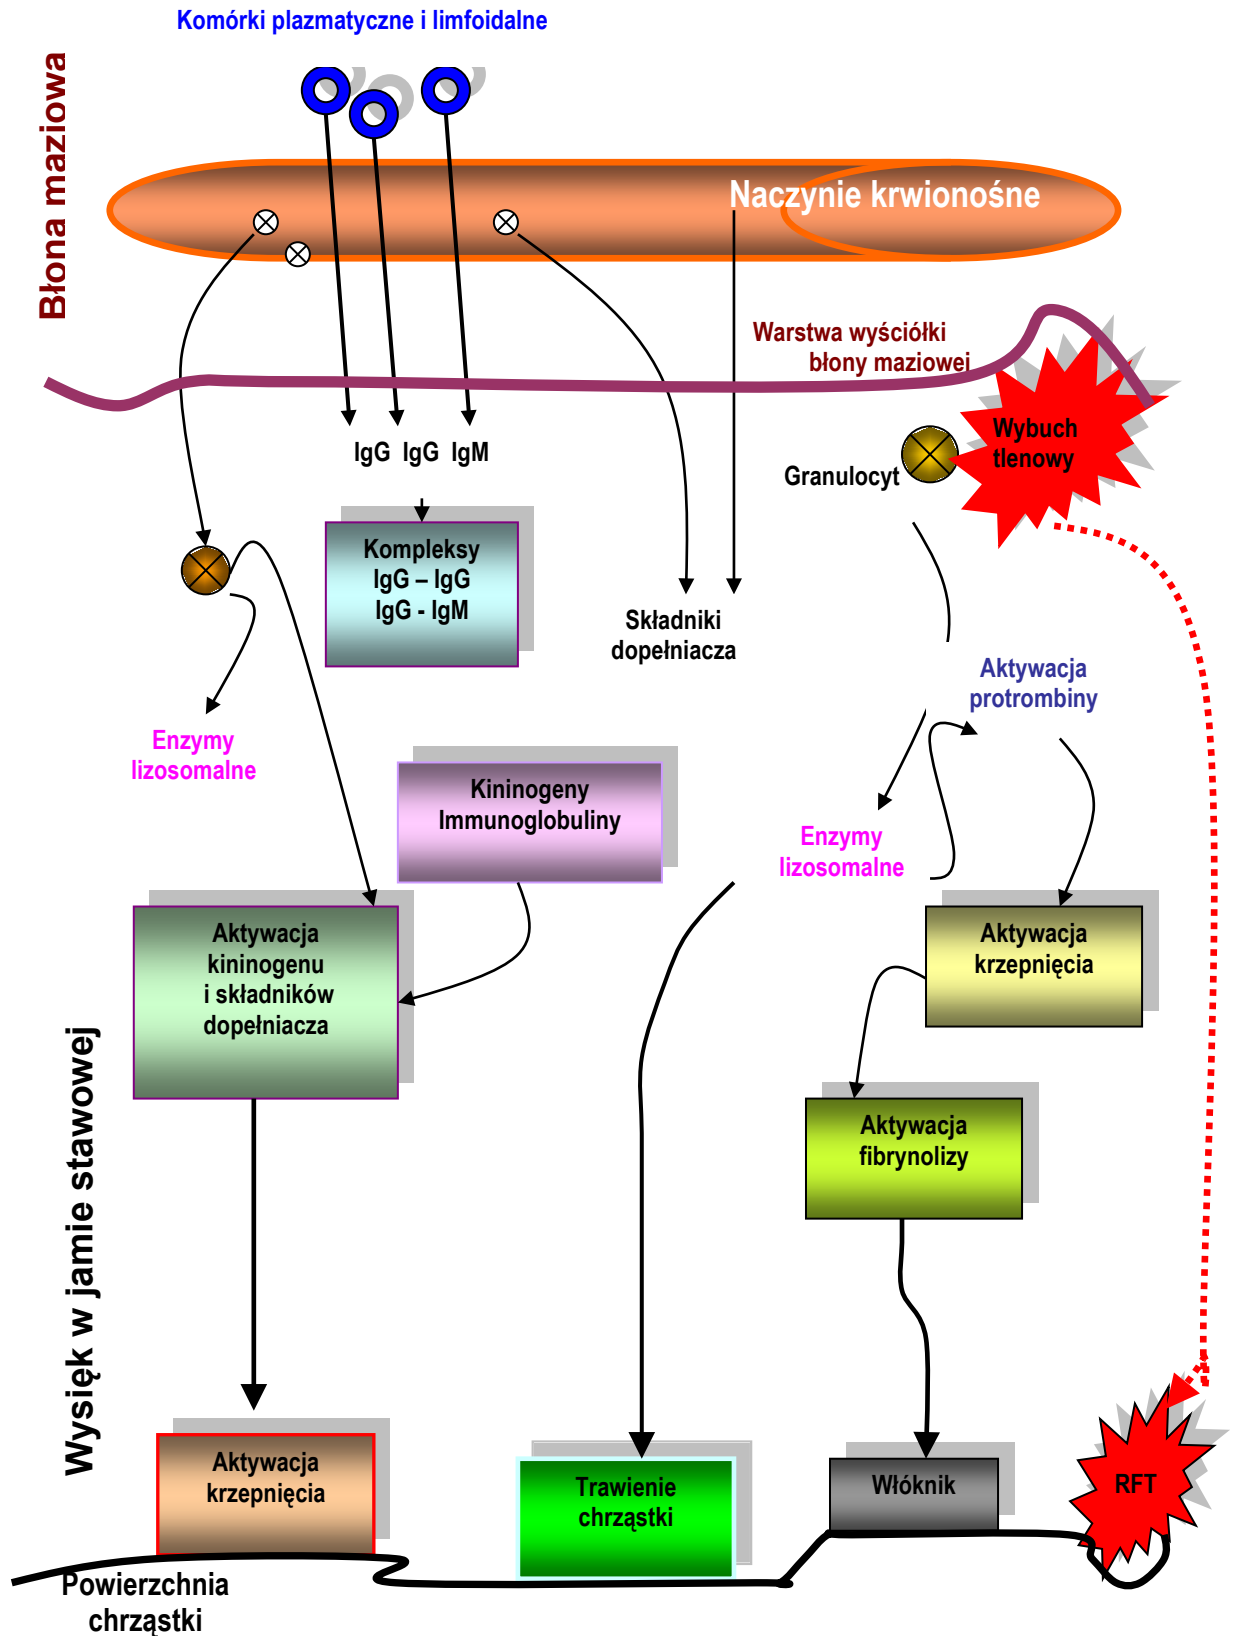 Komórki plazmatyczne i limfoidalne
Błona maziowa
Naczynie krwionośne
Warstwa wyściółki
błony maziowej
Wybuch
tlenowy
IgG IgG IgM
Granulocyt
Kompleksy
IgG – IgG
IgG - IgM
Składniki
dopełniacza
Aktywacja
protrombiny
Enzymy
lizosomalne
Kininogeny
Immunoglobuliny
Enzymy
lizosomalne
Aktywacja
kininogenu
i składników
dopełniacza
Aktywacja
krzepnięcia
Aktywacja
fibrynolizy
Wysięk w jamie stawowej
Aktywacja
krzepnięcia
Trawienie
chrząstki
Włóknik
RFT
Powierzchnia
chrząstki